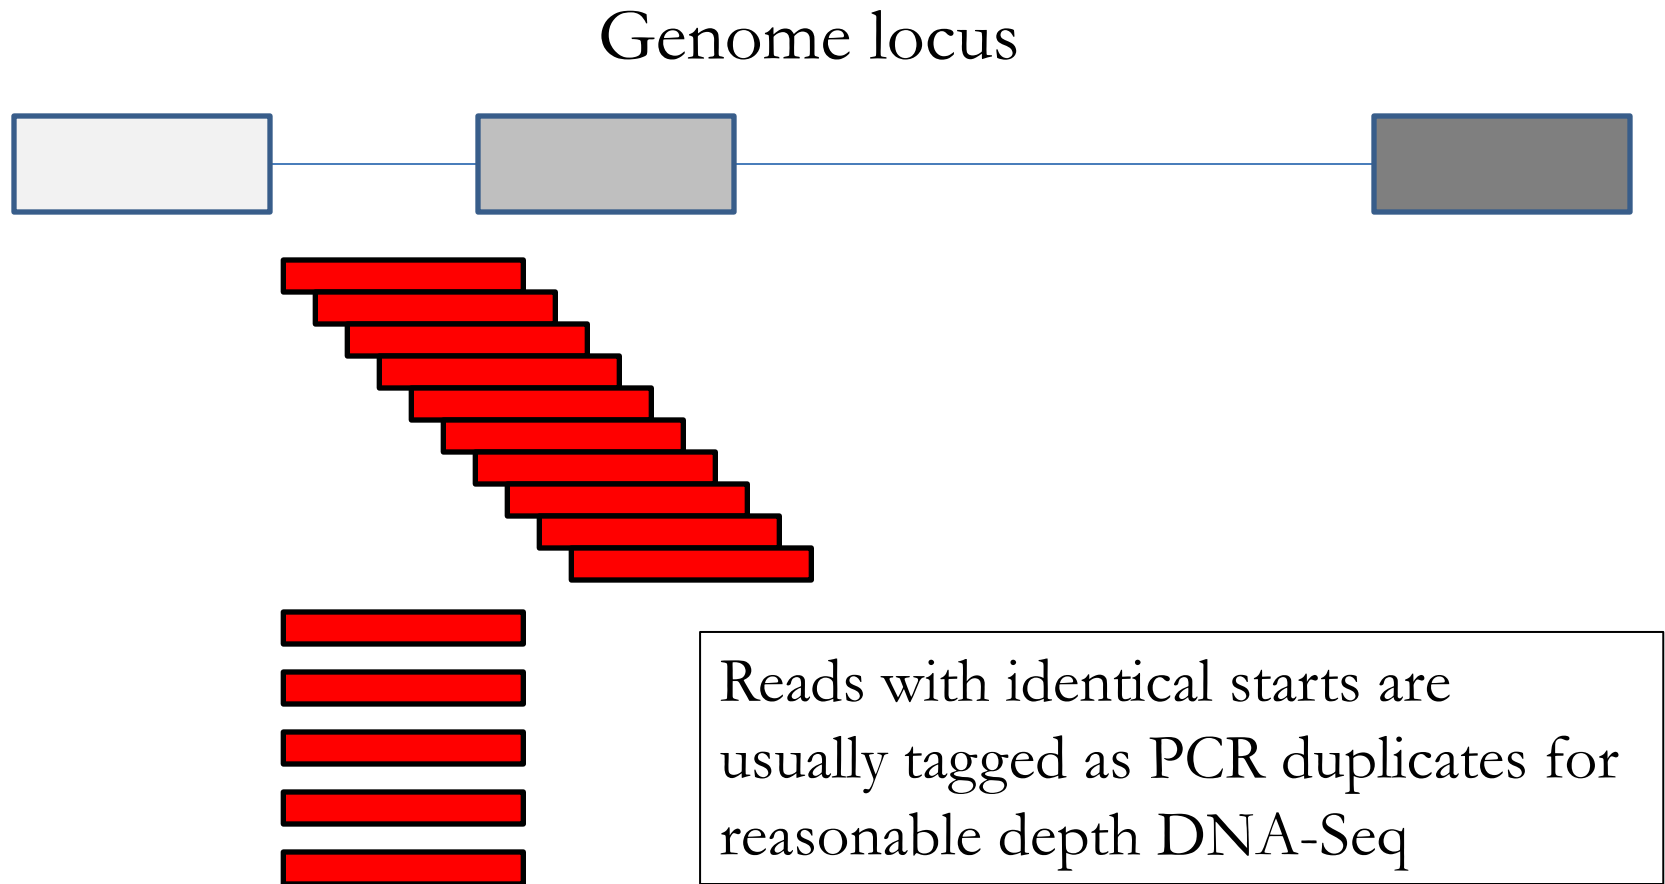 Genome locus
Reads with identical starts are
usually tagged as PCR duplicates for
reasonable depth DNA-Seq